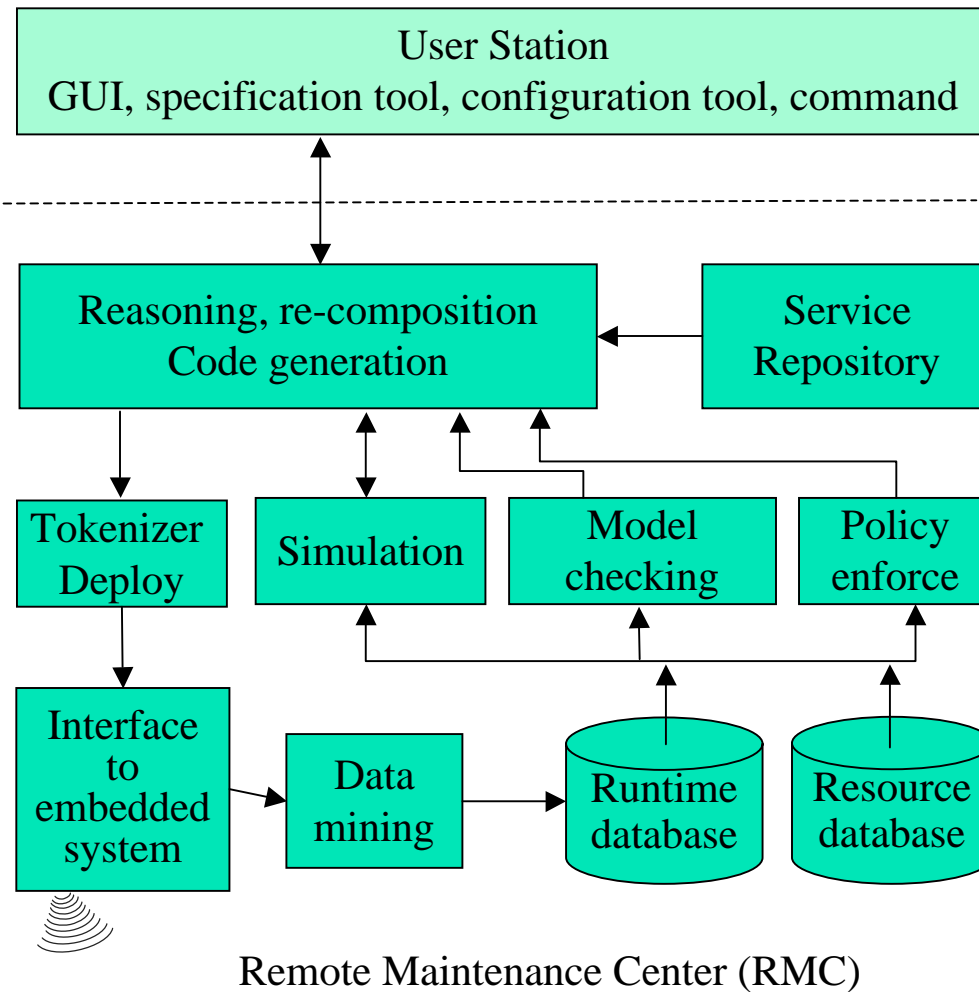 User Station
GUI, specification tool, configuration tool, command
Reasoning, re-composition
Code generation
Service
Repository
Tokenizer
Deploy
Simulation
Model
checking
Policy
enforce
Interface
to
embedded
system
Data
mining
Runtime
database
Resource
database
Remote Maintenance Center (RMC)